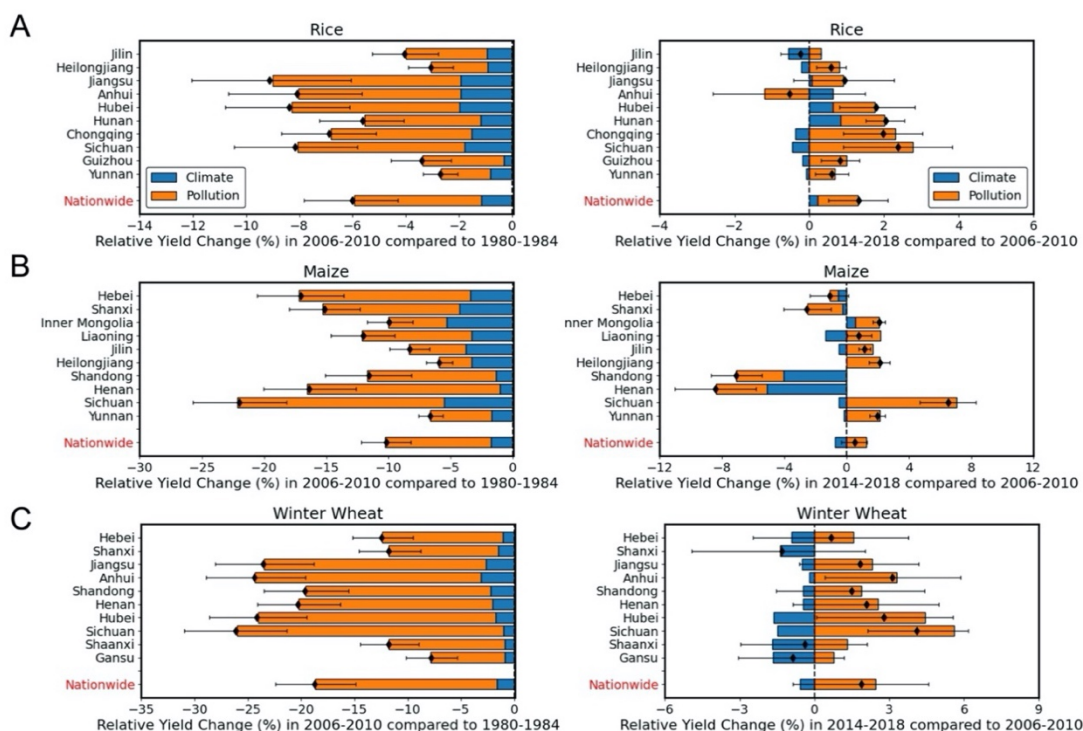 A
Rice
Jilin
Heilongjiang
Jiangsu
Anhui
Hubei
Hunan
Chongqing
Sichuan
Guizhou
Yunnan
Nationwide
Climate
Pollution
−14 −12 −10 −8 −6 −4 −2 0
Relative Yield Change (%) in 2006-2010 compared to 1980-1984
Rice
Jilin
Heilongjiang
Jiangsu
Anhui
Hubei
Hunan
Chongqing
Sichuan
Guizhou
Yunnan
Nationwide
Climate
Pollution
−4 −2 0 2 4 6
Relative Yield Change (%) in 2014-2018 compared to 2006-2010
B
Maize
Hebei
Shanxi
Inner Mongolia
Liaoning
Jilin
Heilongjiang
Shandong
Henan
Sichuan
Yunnan
Nationwide
−30 −25 −20 −15 −10 −5 0
Relative Yield Change (%) in 2006-2010 compared to 1980-1984
Maize
Hebei
Shanxi
nner Mongolia
Liaoning
Jilin
Heilongjiang
Shandong
Henan
Sichuan
Yunnan
Nationwide
−12 −8 −4 0 4 8 12
Relative Yield Change (%) in 2014-2018 compared to 2006-2010
C
Winter Wheat
Hebei
Shanxi
Jiangsu
Anhui
Shandong
Henan
Hubei
Sichuan
Shaanxi
Gansu
Nationwide
−35 −30 −25 −20 −15 −10 −5 0
Relative Yield Change (%) in 2006-2010 compared to 1980-1984
Winter Wheat
Hebei
Shanxi
Jiangsu
Anhui
Shandong
Henan
Hubei
Sichuan
Shaanxi
Gansu
Nationwide
−6 −3 0 3 6 9
Relative Yield Change (%) in 2014-2018 compared to 2006-2010